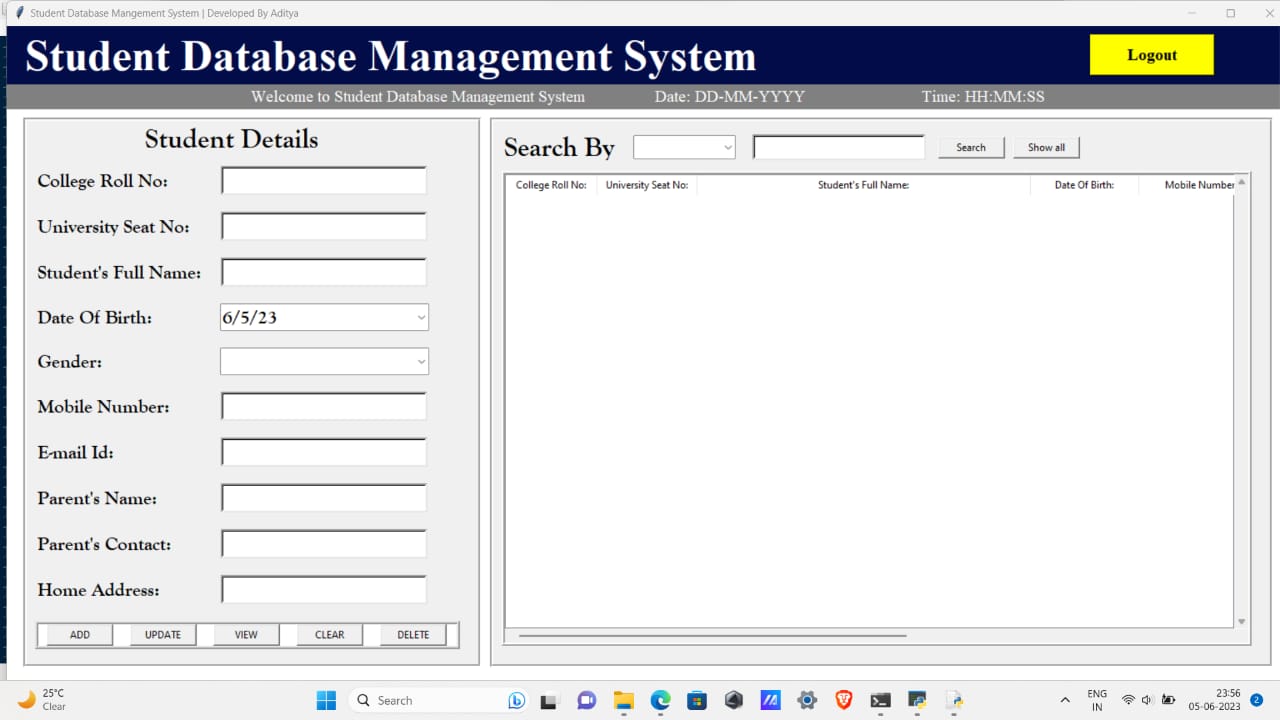 Student Database Mangement System | Developed By Aditya
Student Database Management System
Logout
Welcome to Student Database Management System Date: DD-MM-YYYY Time: HH:MM:SS
Student Details
College Roll No:
University Seat No:
Student's Full Name:
Date Of Birth: 6/5/23
Gender:
Mobile Number:
E-mail Id:
Parent's Name:
Parent's Contact:
Home Address:
ADD UPDATE VIEW CLEAR DELETE
Search By Search Show all
College Roll No: University Seat No: Student's Full Name: Date Of Birth: Mobile Number
25°C
Clear
Search
ENG
IN
23:56
05-06-2023
2